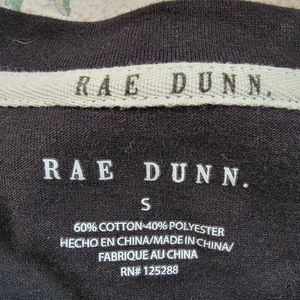 RAE DUNN.
RAE DUNN.
S
60% COTTON-40% POLYESTER
HECHO EN CHINA/MADE IN CHINA/
FABRIQUE AU CHINA
RN# 125288